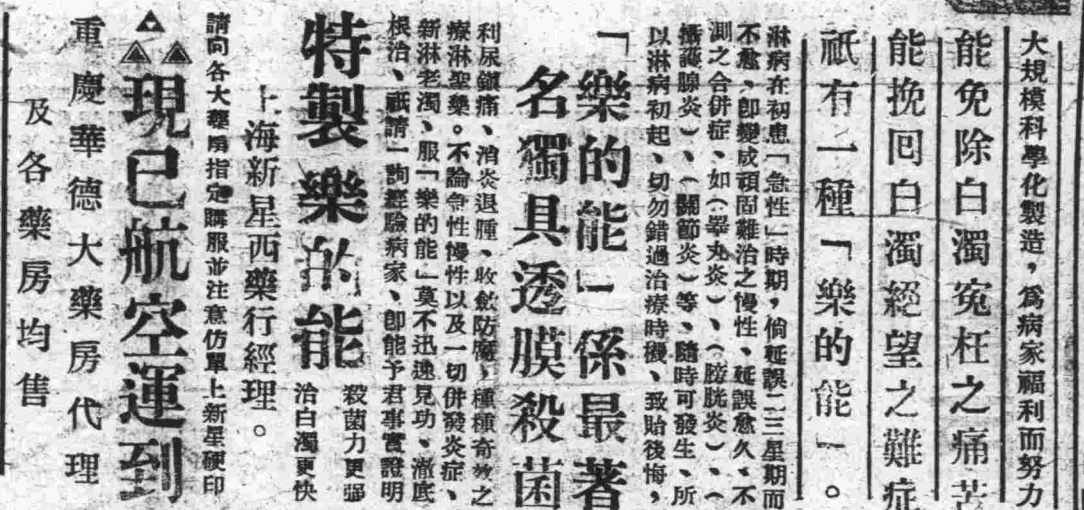 大規模科學化製造，爲病家福利而努力
能免除白濁冤枉之痛苦
能挽回白濁經望之難症
祇有一種「樂的能」。
淋病在初患「急性」時期，倘延誤二三星期而
不愈、卽變成頑固難治之慢性、延誤愈久、不
測之合併症、如（睾丸炎）、（膀胱炎）、（
攝護腺炎）、（關節炎）等、隨時可發生、所
以淋病初起、切勿錯過治療時機、致貽後悔，
「樂的能」係最著
名獨具透膜殺菌
利尿鎭痛、消炎退腫、收歛防腐、種種奇效之
療淋聖藥。不論急性慢性以及一切併發炎症、
新淋老濁、服「樂的能」莫不迅速見功、澈底
根治、祇請一詢經驗病家、卽能予君事實證明
特製樂的能
殺菌力更强
治白濁更快
上海新星西藥行經理。
請向各大藥房指定購服並注意仿單上新星硬印
現已航空運到
重慶華德大藥房代理
及各藥房均售